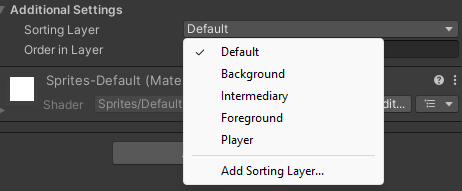 Additional Settings
Sorting Layer
Default
Order in Layer
Default
Background
Intermediary
Foreground
Player
Add Sorting Layer...
Sprites-Default (Mate
Shader
Sprites/Default
dit...